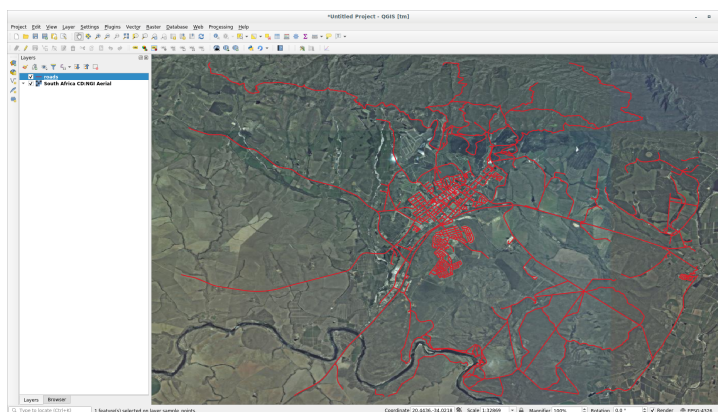 *Untitled Project - QGIS [tm]
Project Edit View Layer Settings Plugins Vector Raster Database Web Processing Help
Layers
roads
South Africa CD:NGI Aerial
Layers Browser
Type to locate (Ctrl+K) 3 feature(s) selected on layer sample_points. Coordinate 20.4436,-34.0218 Scale 1:32869 Magnifier 100% Rotation 0.0 ° Render EPSG:4326